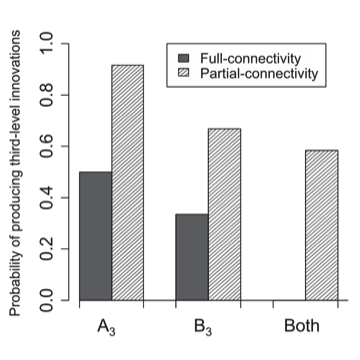 Probability of producing third-level innovations
1.0
0.8
0.6
0.4
0.2
0.0
Full-connectivity
Partial-connectivity
A₃
B₃
Both